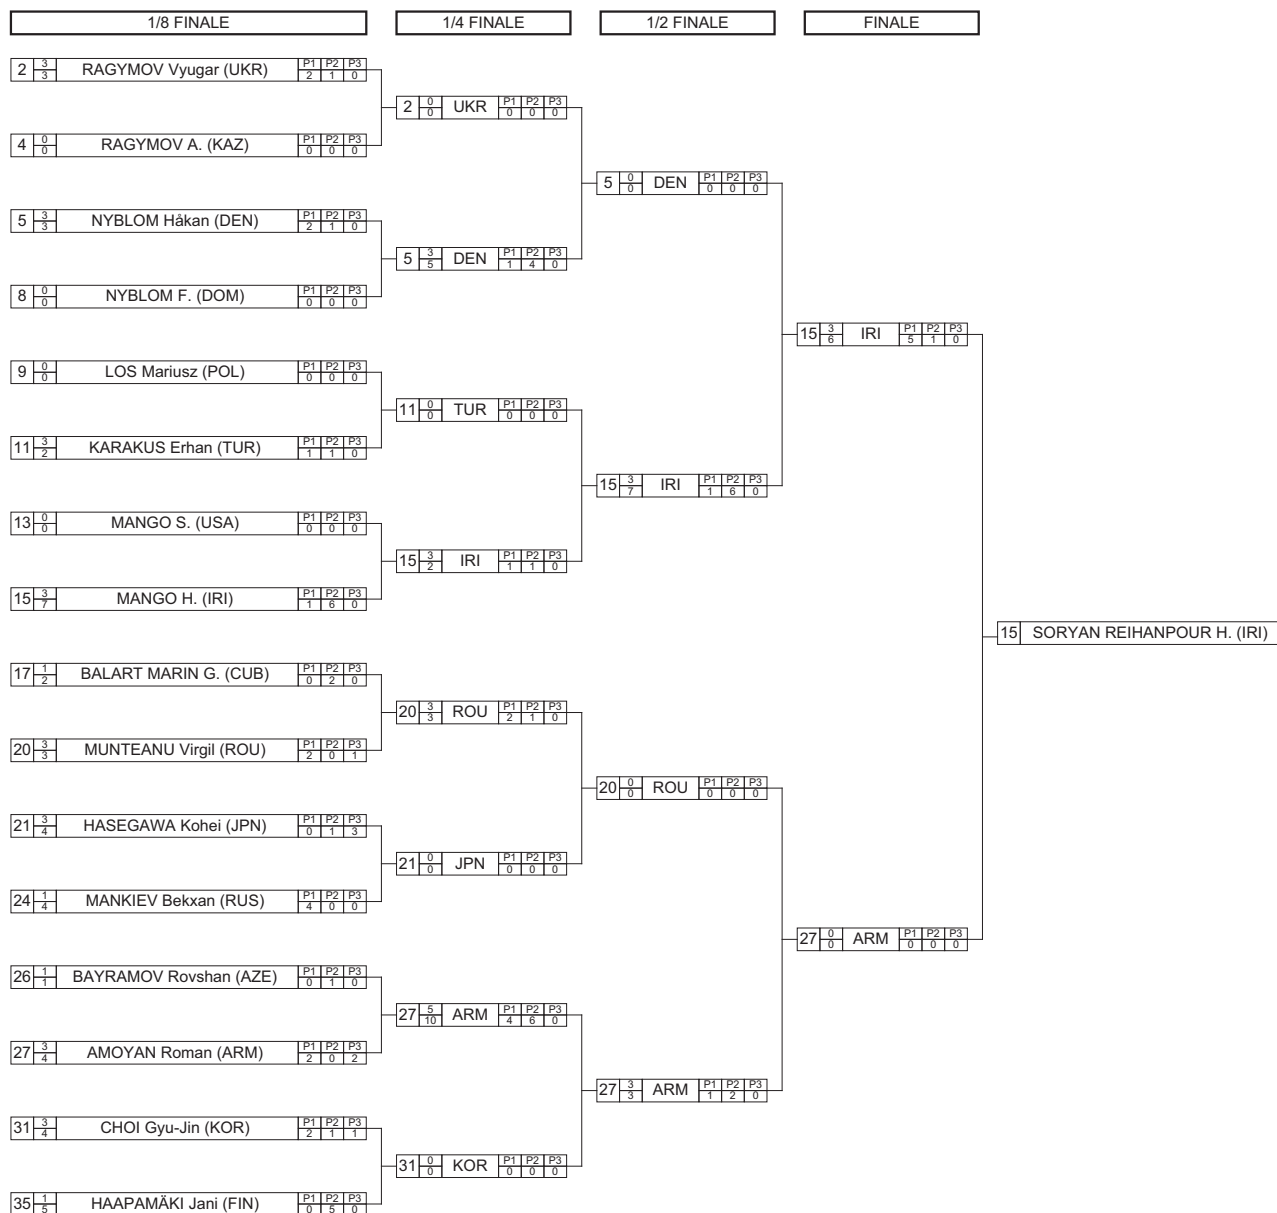 1/8 FINALE 1/4 FINALE 1/2 FINALE FINALE
2 3 3 RAGYMOV Vyugar (UKR) P1 P2 P3 2 1 0
2 0 0 UKR P1 P2 P3 0 0 0
4 0 0 RAGYMOV A. (KAZ) P1 P2 P3 0 0 0
5 0 0 DEN P1 P2 P3 0 0 0
5 3 3 NYBLOM Håkan (DEN) P1 P2 P3 2 1 0
5 3 5 DEN P1 P2 P3 1 4 0
8 0 0 NYBLOM F. (DOM) P1 P2 P3 0 0 0
15 3 6 IRI P1 P2 P3 5 1 0
9 0 0 LOS Mariusz (POL) P1 P2 P3 0 0 0
11 0 0 TUR P1 P2 P3 0 0 0
11 3 2 KARAKUS Erhan (TUR) P1 P2 P3 1 1 0
15 3 7 IRI P1 P2 P3 1 6 0
13 0 0 MANGO S. (USA) P1 P2 P3 0 0 0
15 3 2 IRI P1 P2 P3 1 1 0
15 3 7 MANGO H. (IRI) P1 P2 P3 1 6 0
15 SORYAN REIHANPOUR H. (IRI)
17 1 2 BALART MARIN G. (CUB) P1 P2 P3 0 2 0
20 3 3 ROU P1 P2 P3 2 1 0
20 3 3 MUNTEANU Virgil (ROU) P1 P2 P3 2 0 1
20 0 0 ROU P1 P2 P3 0 0 0
21 3 4 HASEGAWA Kohei (JPN) P1 P2 P3 0 1 3
21 0 0 JPN P1 P2 P3 0 0 0
24 1 4 MANKIEV Bekxan (RUS) P1 P2 P3 4 0 0
27 0 0 ARM P1 P2 P3 0 0 0
26 1 1 BAYRAMOV Rovshan (AZE) P1 P2 P3 0 1 0
27 5 10 ARM P1 P2 P3 4 6 0
27 3 4 AMOYAN Roman (ARM) P1 P2 P3 2 0 2
27 3 3 ARM P1 P2 P3 1 2 0
31 3 4 CHOI Gyu-Jin (KOR) P1 P2 P3 2 1 1
31 0 0 KOR P1 P2 P3 0 0 0
35 1 5 HAAPAMÄKI Jani (FIN) P1 P2 P3 0 5 0